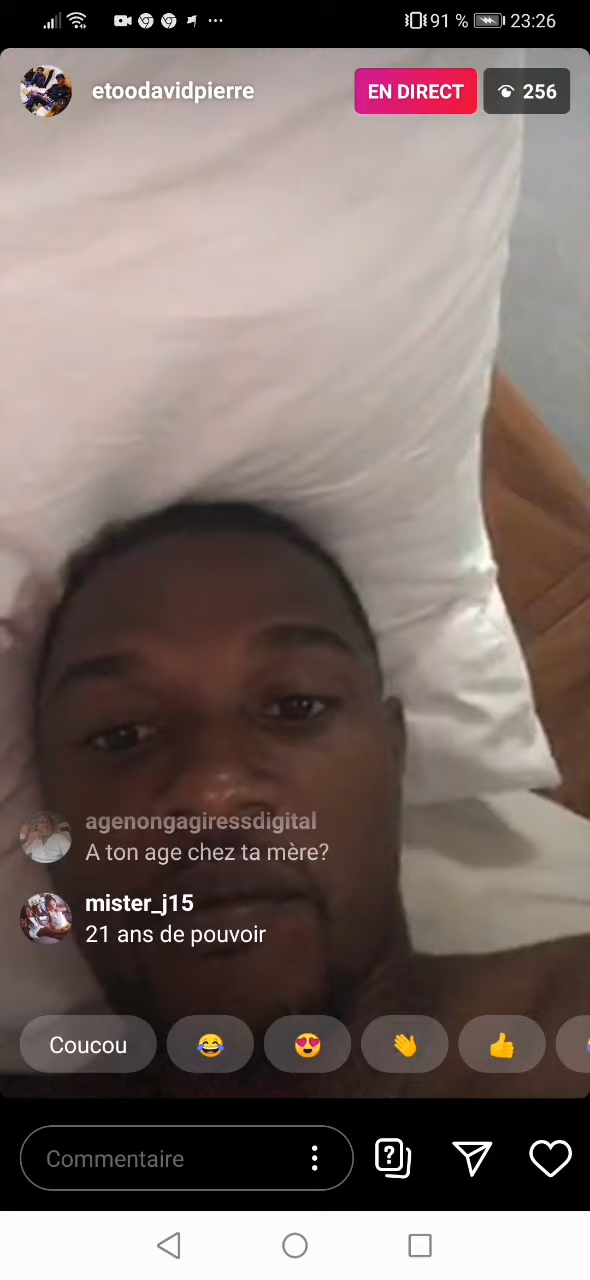 91 % 23:26
etoodavidpierre EN DIRECT 256
agenongagiressdigital
A ton age chez ta mère?
mister_j15
21 ans de pouvoir
Coucou
Commentaire